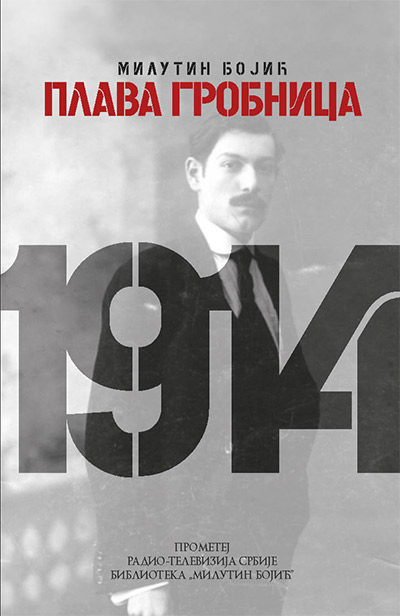 МИЛУТИН БОЈИЋ
ПЛАВА ГРОБНИЦА
1914
ПРОМЕТЕЈ
РАДИО-ТЕЛЕВИЗИЈА СРБИЈЕ
БИБЛИОТЕКА „МИЛУТИН БОЈИЋ“